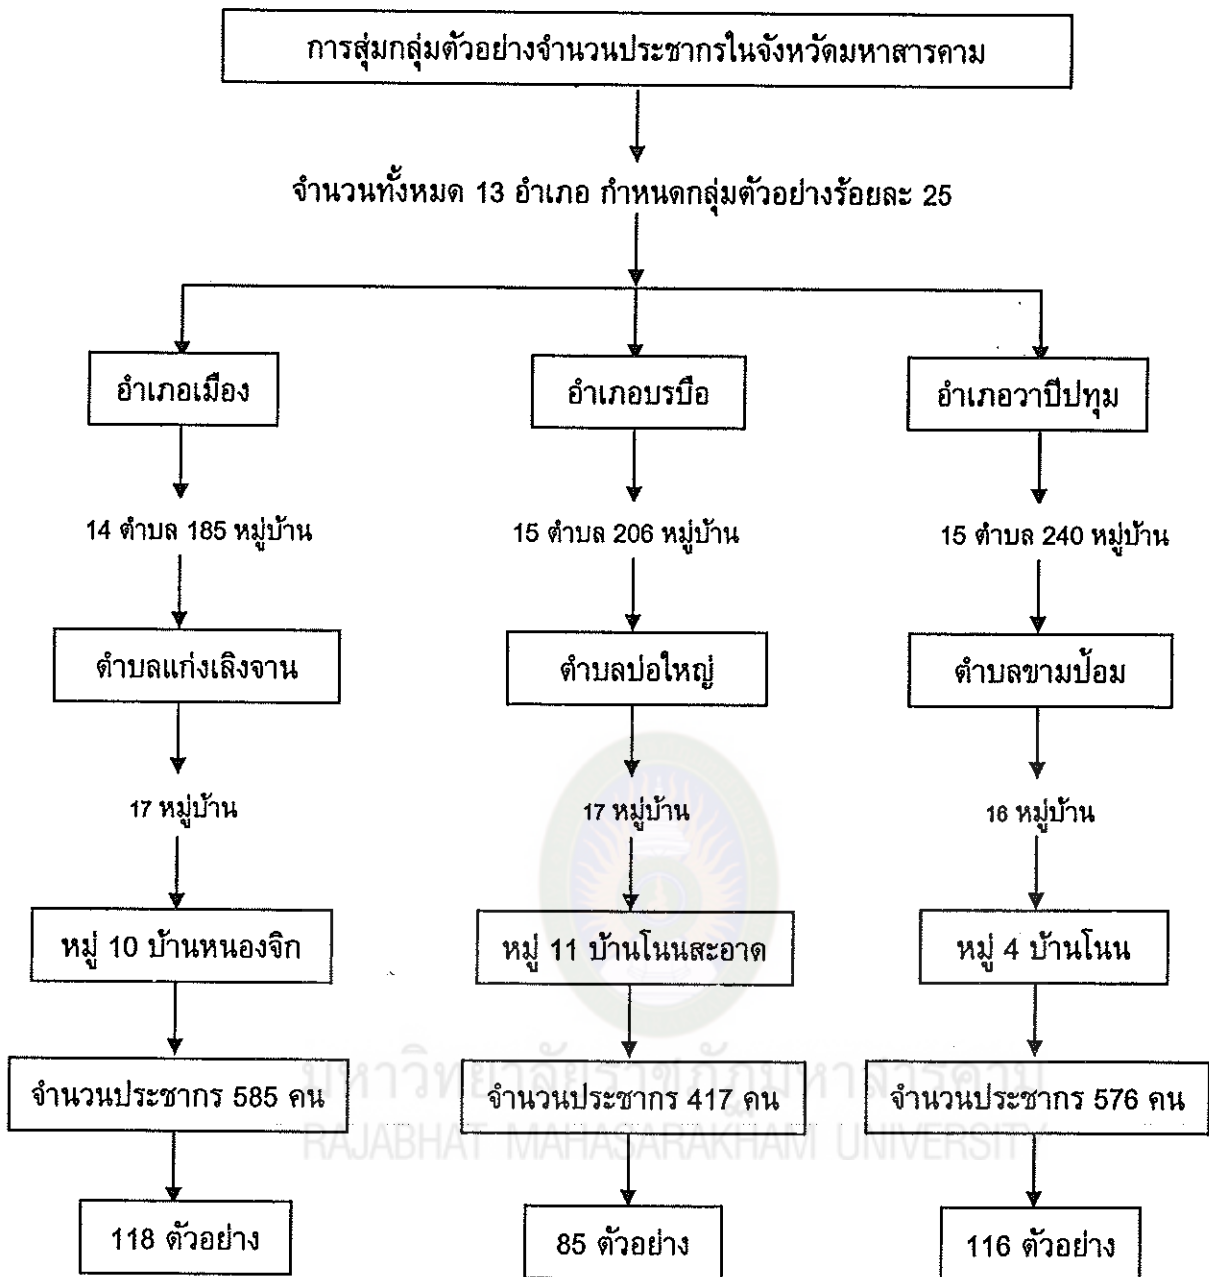 การสุ่มกลุ่มตัวอย่างจำนวนประชากรในจังหวัดมหาสารคาม
จำนวนทั้งหมด 13 อำเภอ กำหนดกลุ่มตัวอย่างร้อยละ 25
อำเภอเมือง
อำเภอบรบือ
อำเภอวาปีปทุม
14 ตำบล 185 หมู่บ้าน
15 ตำบล 206 หมู่บ้าน
15 ตำบล 240 หมู่บ้าน
ตำบลแก่งเลิงจาน
ตำบลบ่อใหญ่
ตำบลขามป้อม
17 หมู่บ้าน
17 หมู่บ้าน
16 หมู่บ้าน
หมู่ 10 บ้านหนองจิก
หมู่ 11 บ้านโนนสะอาด
หมู่ 4 บ้านโนน
มหาวิทยาลัยราชภัฏมหาสารคาม
จำนวนประชากร 585 คน
จำนวนประชากร 417 คน
จำนวนประชากร 576 คน
RAJABHAT MAHASARAKHAM UNIVERSITY
118 ตัวอย่าง
85 ตัวอย่าง
116 ตัวอย่าง